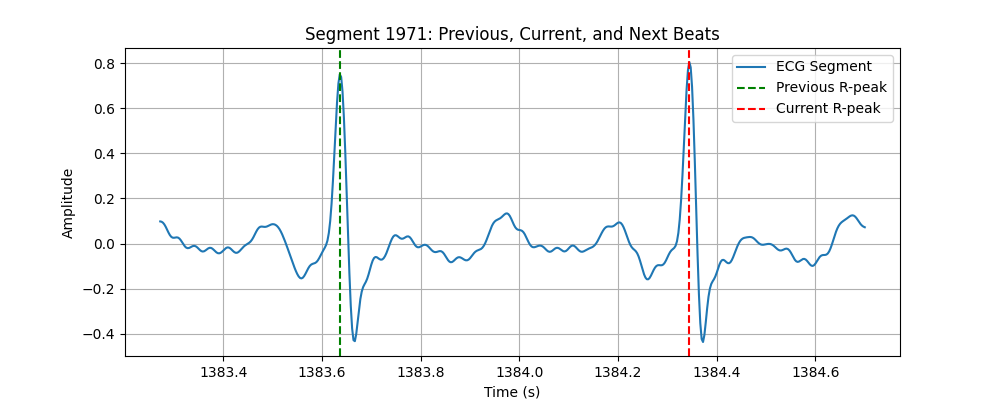 Segment 1971: Previous, Current, and Next Beats
ECG Segment
Previous R-peak
Current R-peak
Amplitude
0.8
0.6
0.4
0.2
0.0
−0.2
−0.4
1383.4 1383.6 1383.8 1384.0 1384.2 1384.4 1384.6
Time (s)